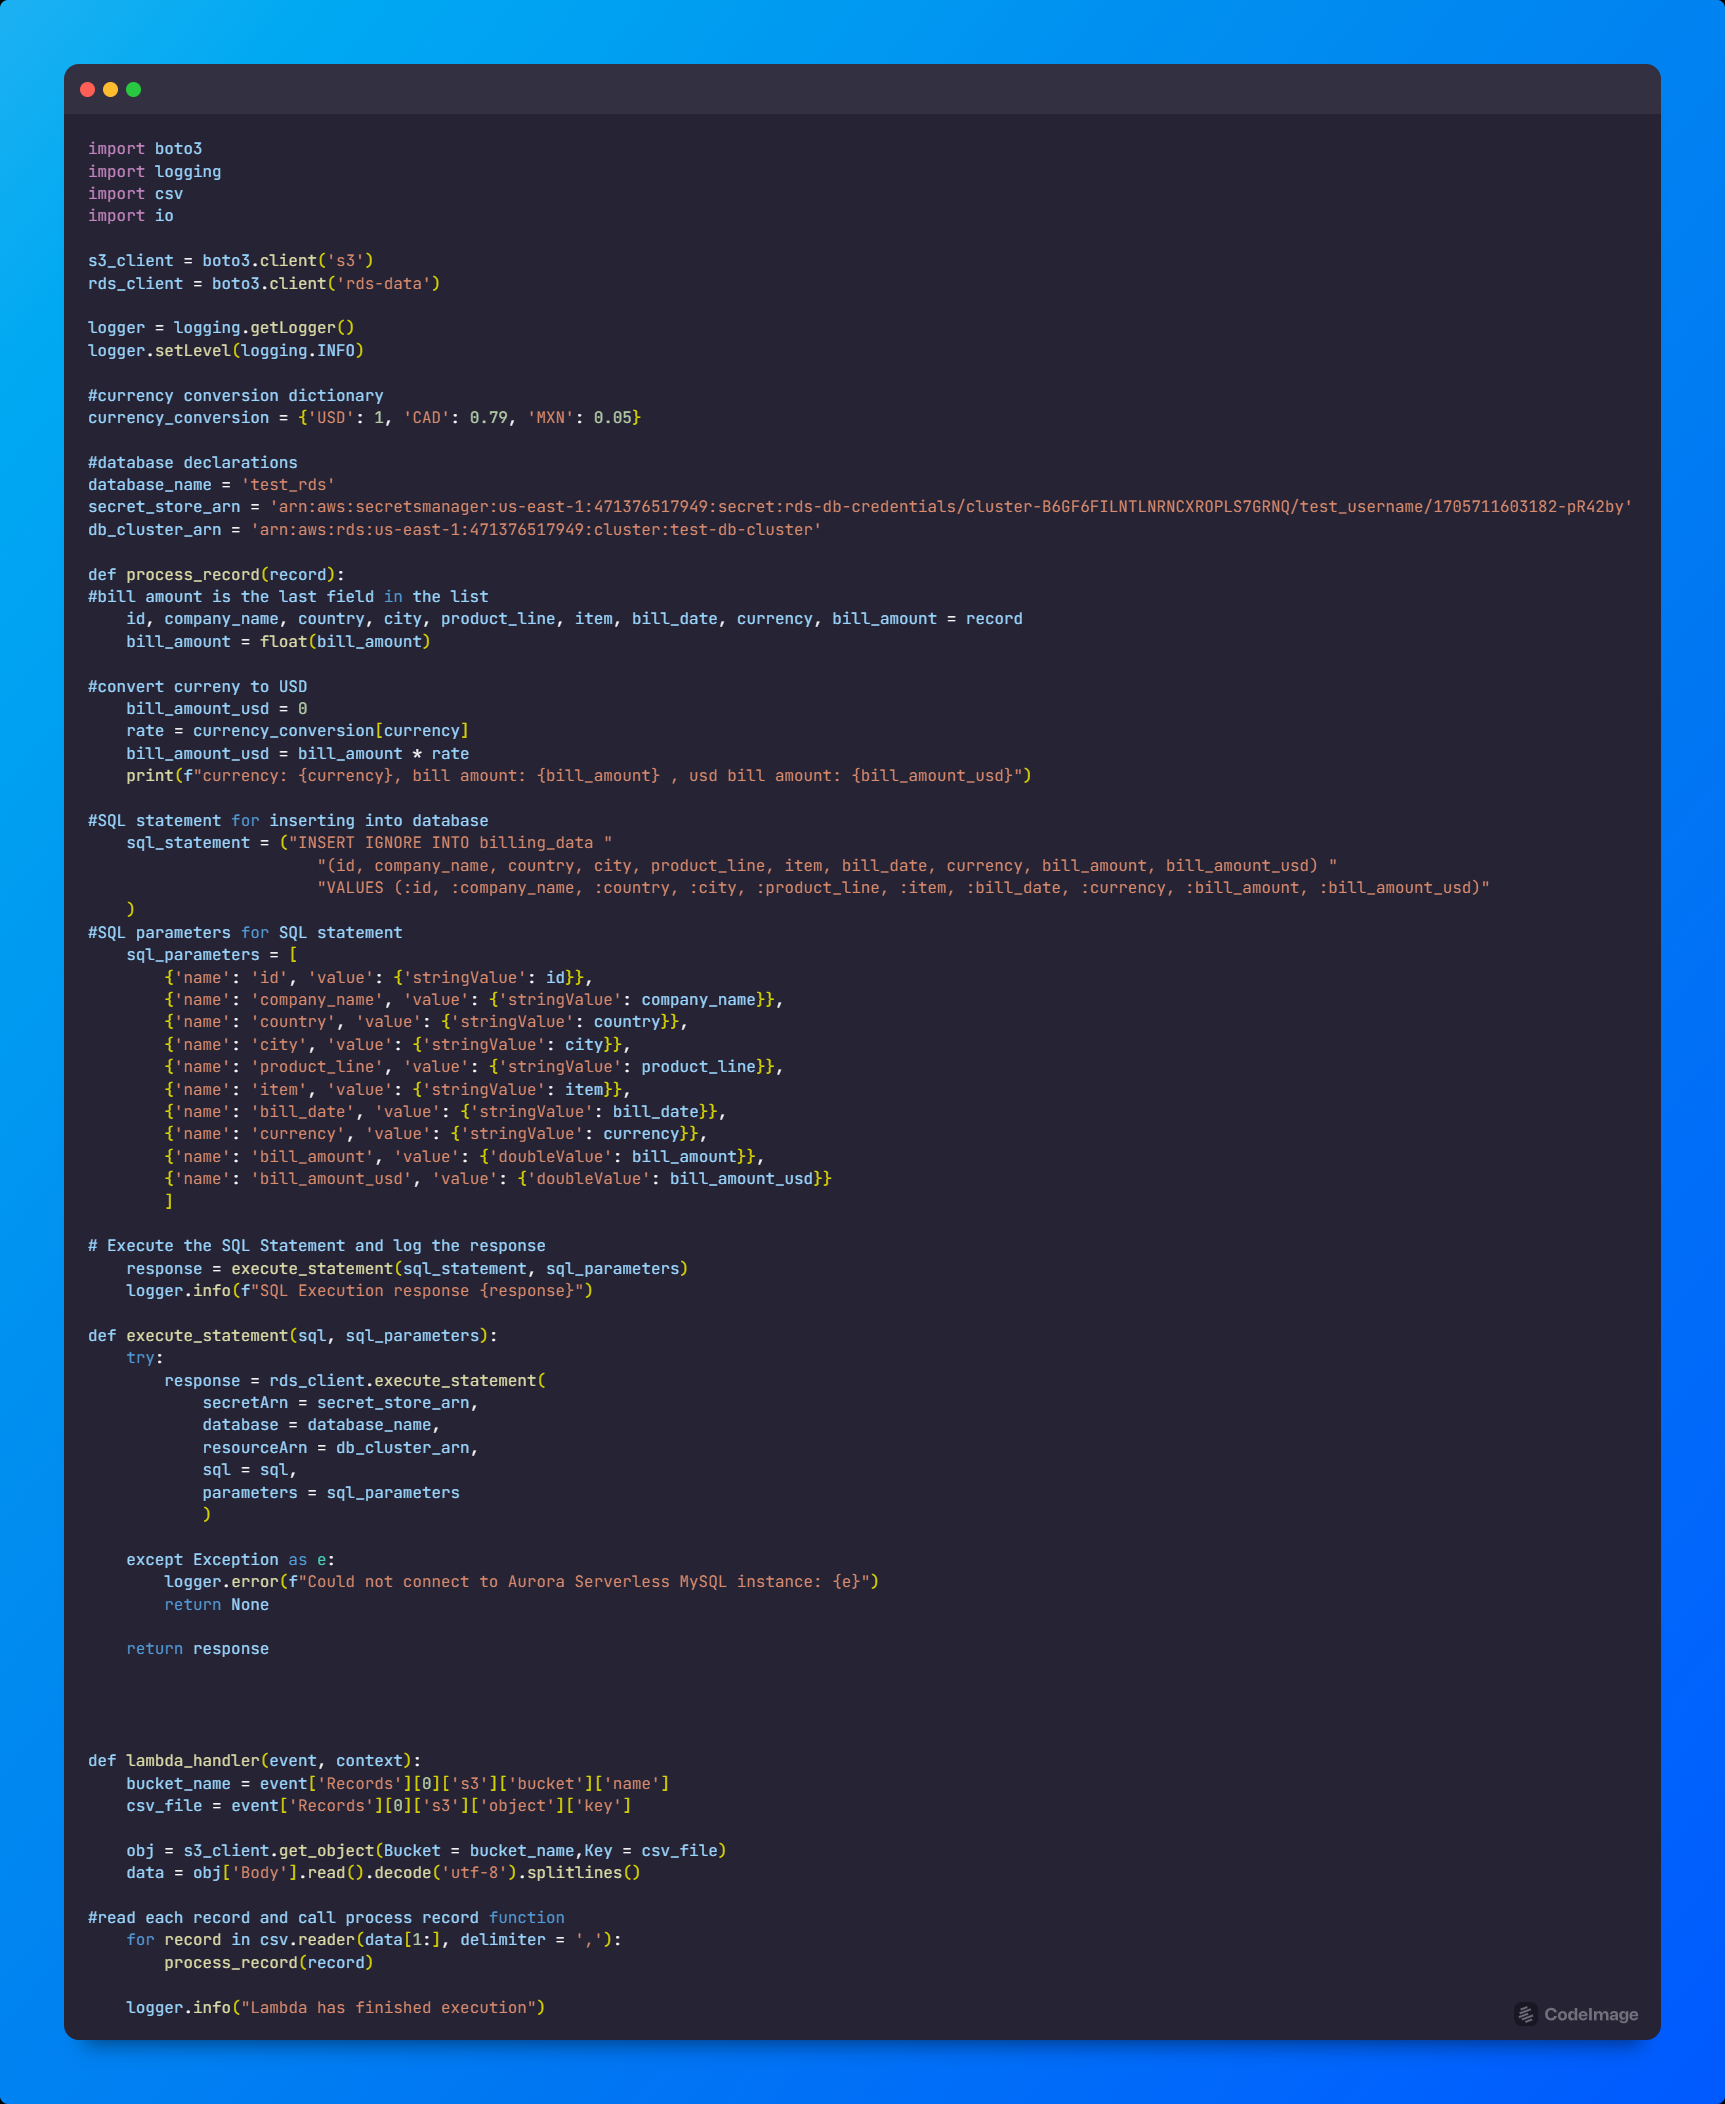 import boto3
import logging
import csv
import io

s3_client = boto3.client('s3')
rds_client = boto3.client('rds-data')

logger = logging.getLogger()
logger.setLevel(logging.INFO)

#currency conversion dictionary
currency_conversion = {'USD': 1, 'CAD': 0.79, 'MXN': 0.05}

#database declarations
database_name = 'test_rds'
secret_store_arn = 'arn:aws:secretsmanager:us-east-1:471376517949:secret:rds-db-credentials/cluster-B6GF6FILNTLNRNCXROPLS7GRNQ/test_username/1705711603182-pR42by'
db_cluster_arn = 'arn:aws:rds:us-east-1:471376517949:cluster:test-db-cluster'

def process_record(record):
#bill amount is the last field in the list
    id, company_name, country, city, product_line, item, bill_date, currency, bill_amount = record
    bill_amount = float(bill_amount)

#convert curreny to USD
    bill_amount_usd = 0
    rate = currency_conversion[currency]
    bill_amount_usd = bill_amount * rate
    print(f"currency: {currency}, bill amount: {bill_amount} , usd bill amount: {bill_amount_usd}")

#SQL statement for inserting into database
    sql_statement = ("INSERT IGNORE INTO billing_data "
                        "(id, company_name, country, city, product_line, item, bill_date, currency, bill_amount, bill_amount_usd) "
                        "VALUES (:id, :company_name, :country, :city, :product_line, :item, :bill_date, :currency, :bill_amount, :bill_amount_usd)"
    )
#SQL parameters for SQL statement
    sql_parameters = [
        {'name': 'id', 'value': {'stringValue': id}},
        {'name': 'company_name', 'value': {'stringValue': company_name}},
        {'name': 'country', 'value': {'stringValue': country}},
        {'name': 'city', 'value': {'stringValue': city}},
        {'name': 'product_line', 'value': {'stringValue': product_line}},
        {'name': 'item', 'value': {'stringValue': item}},
        {'name': 'bill_date', 'value': {'stringValue': bill_date}},
        {'name': 'currency', 'value': {'stringValue': currency}},
        {'name': 'bill_amount', 'value': {'doubleValue': bill_amount}},
        {'name': 'bill_amount_usd', 'value': {'doubleValue': bill_amount_usd}}
        ]

# Execute the SQL Statement and log the response
    response = execute_statement(sql_statement, sql_parameters)
    logger.info(f"SQL Execution response {response}")

def execute_statement(sql, sql_parameters):
    try:
        response = rds_client.execute_statement(
            secretArn = secret_store_arn,
            database = database_name,
            resourceArn = db_cluster_arn,
            sql = sql,
            parameters = sql_parameters
            )

    except Exception as e:
        logger.error(f"Could not connect to Aurora Serverless MySQL instance: {e}")
        return None

    return response

def lambda_handler(event, context):
    bucket_name = event['Records'][0]['s3']['bucket']['name']
    csv_file = event['Records'][0]['s3']['object']['key']

    obj = s3_client.get_object(Bucket = bucket_name,Key = csv_file)
    data = obj['Body'].read().decode('utf-8').splitlines()

#read each record and call process record function
    for record in csv.reader(data[1:], delimiter = ','):
        process_record(record)

    logger.info("Lambda has finished execution")
CodeImage